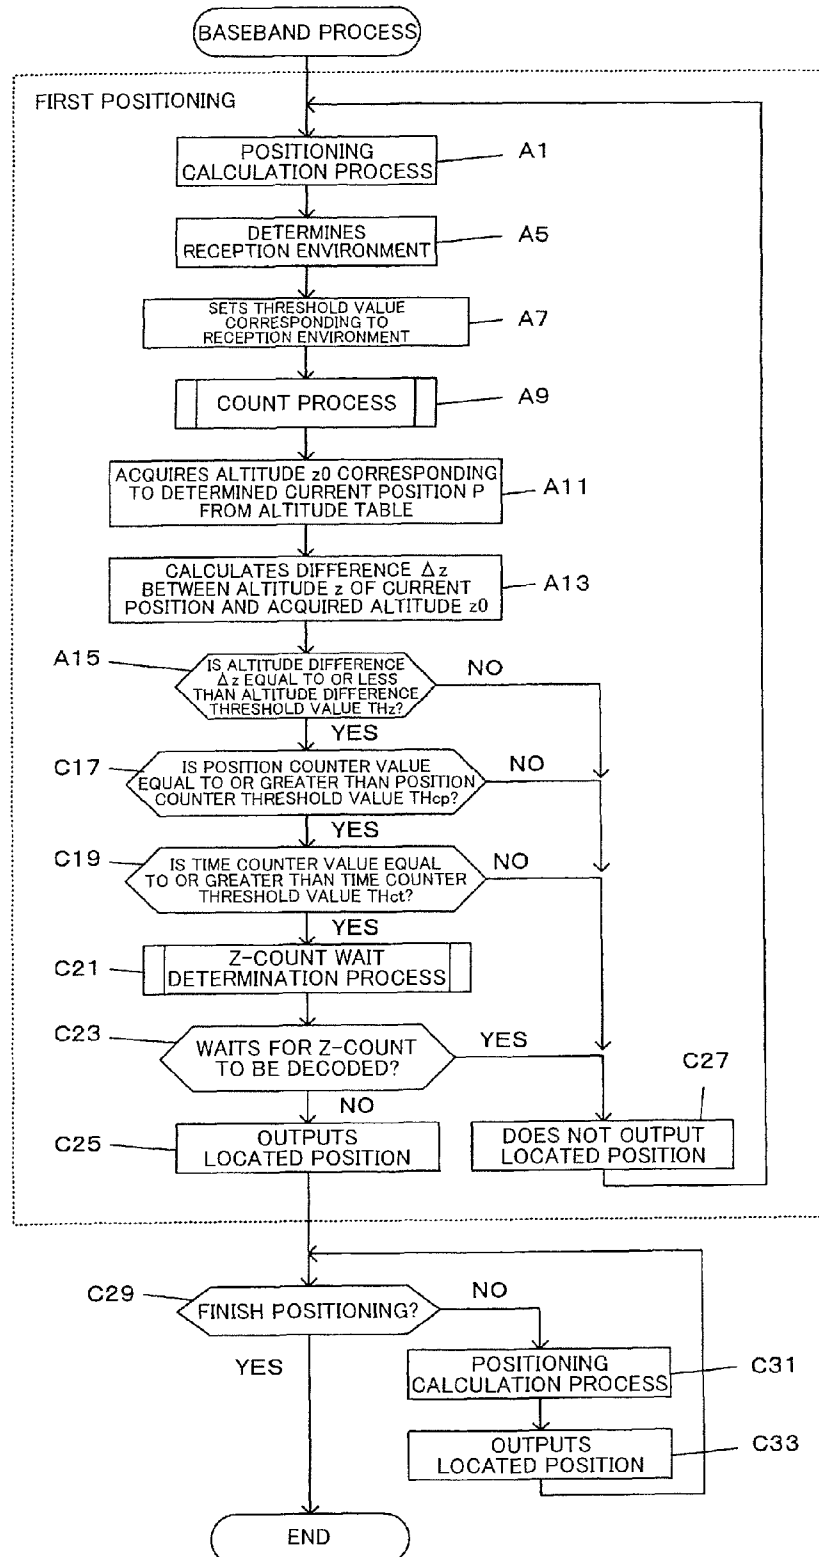 BASEBAND PROCESS
FIRST POSITIONING
POSITIONING
CALCULATION PROCESS
A1
DETERMINES
RECEPTION ENVIRONMENT
A5
SETS THRESHOLD VALUE
CORRESPONDING TO
RECEPTION ENVIRONMENT
A7
COUNT PROCESS
A9
ACQUIRES ALTITUDE z0 CORRESPONDING
TO DETERMINED CURRENT POSITION P
FROM ALTITUDE TABLE
A11
CALCULATES DIFFERENCE Δz
BETWEEN ALTITUDE z OF CURRENT
POSITION AND ACQUIRED ALTITUDE z0
A13
A15
IS ALTITUDE DIFFERENCE
Δz EQUAL TO OR LESS
THAN ALTITUDE DIFFERENCE
THRESHOLD VALUE THz?
NO
YES
C17
IS POSITION COUNTER VALUE
EQUAL TO OR GREATER THAN POSITION
COUNTER THRESHOLD VALUE THcp?
NO
YES
C19
IS TIME COUNTER VALUE EQUAL
TO OR GREATER THAN TIME COUNTER
THRESHOLD VALUE THct?
NO
YES
C21
Z-COUNT WAIT
DETERMINATION PROCESS
C23
WAITS FOR Z-COUNT
TO BE DECODED?
YES
NO
C27
C25
OUTPUTS
LOCATED POSITION
DOES NOT OUTPUT
LOCATED POSITION
C29
FINISH POSITIONING?
NO
YES
POSITIONING
CALCULATION PROCESS
C31
OUTPUTS
LOCATED POSITION
C33
END